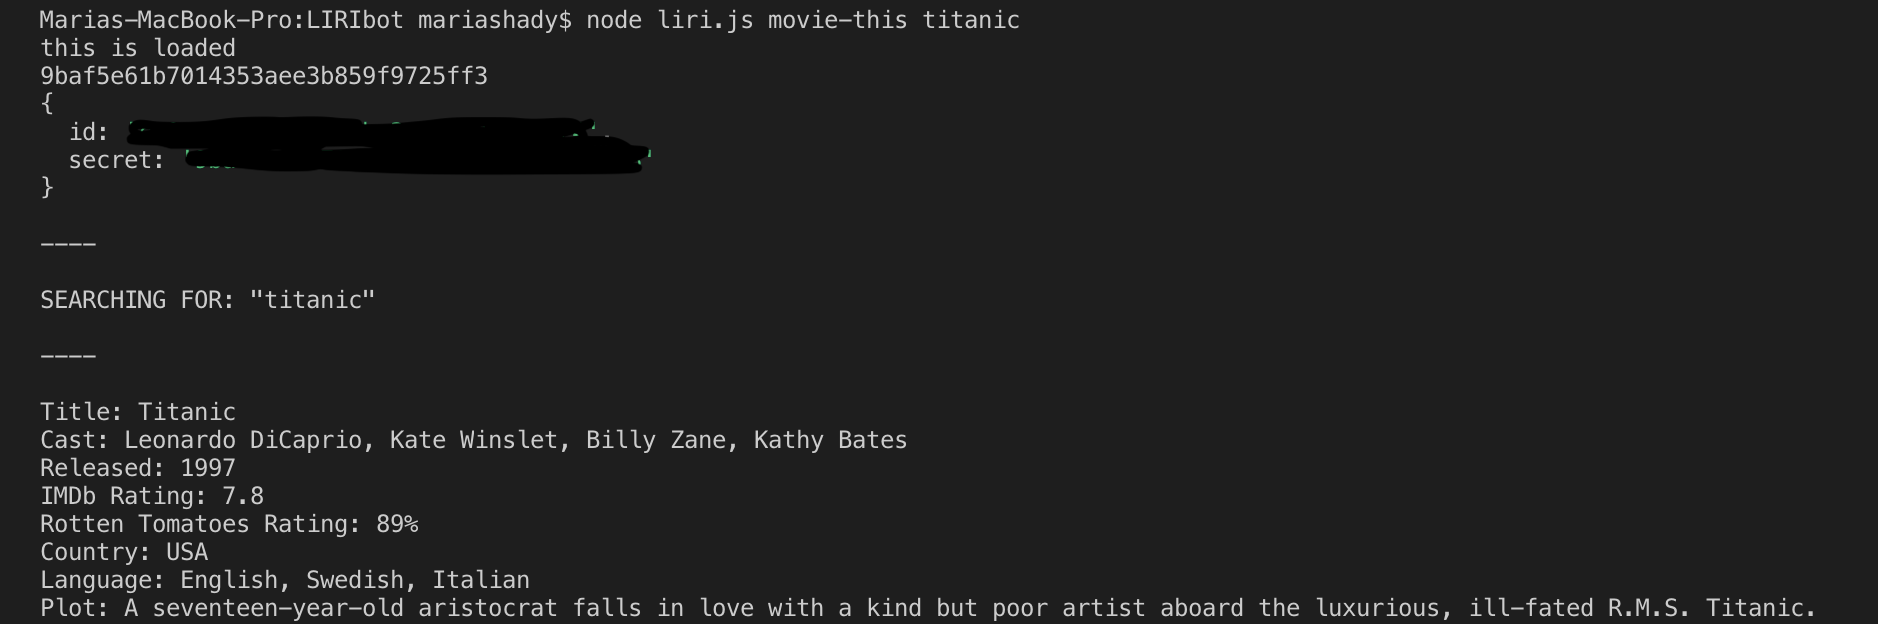 Marias-MacBook-Pro:LIRIbot mariashady$ node liri.js movie-this titanic
this is loaded
9baf5e61b7014353aee3b859f9725ff3
{
id:
secret:
}
----
SEARCHING FOR: "titanic"
----
Title: Titanic
Cast: Leonardo DiCaprio, Kate Winslet, Billy Zane, Kathy Bates
Released: 1997
IMDb Rating: 7.8
Rotten Tomatoes Rating: 89%
Country: USA
Language: English, Swedish, Italian
Plot: A seventeen-year-old aristocrat falls in love with a kind but poor artist aboard the luxurious, ill-fated R.M.S. Titanic.